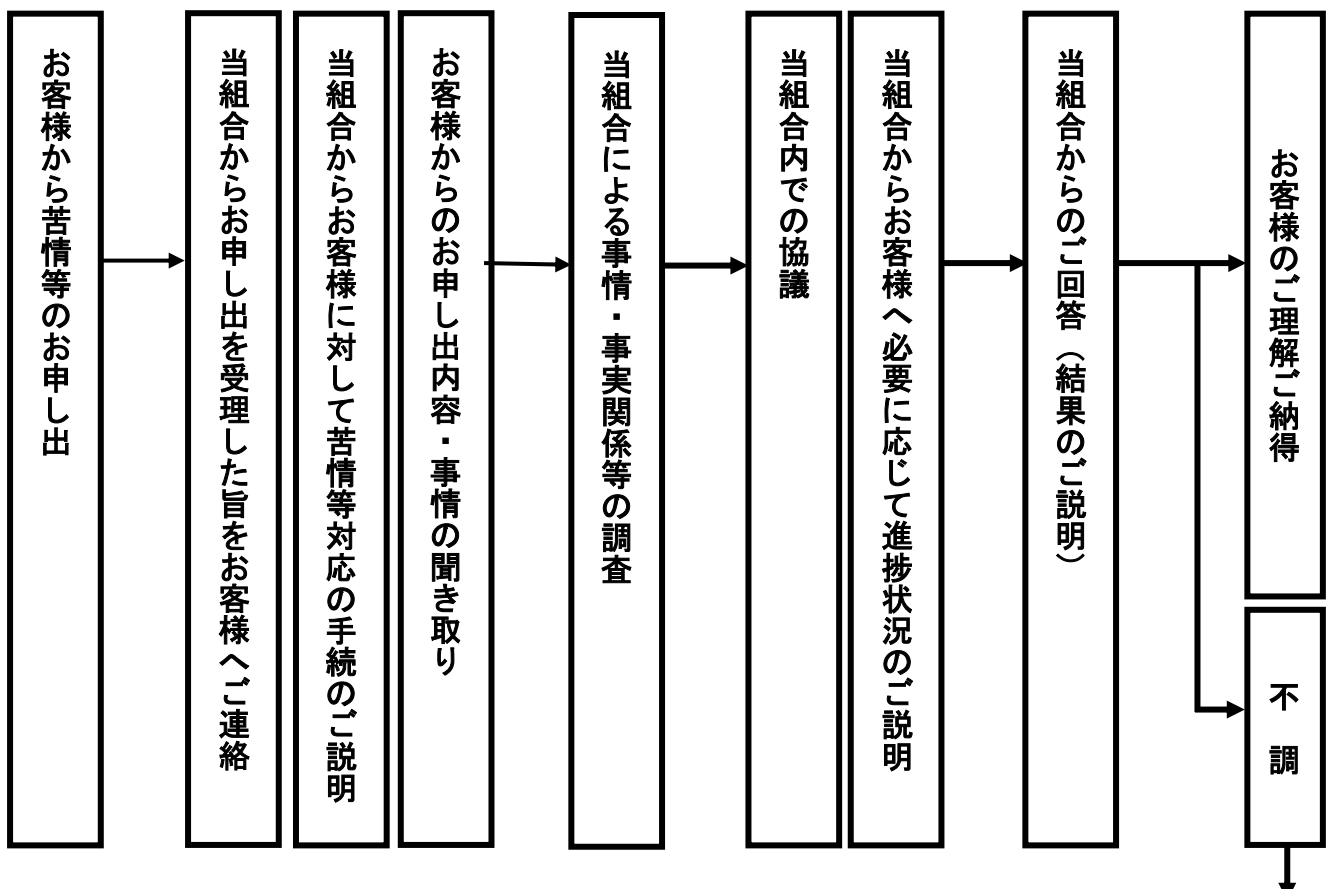 お客様から苦情等のお申し出
当組合からお申し出を受理した旨をお客様へご連絡
当組合からお客様に対して苦情等対応の手続のご説明
お客様からのお申し出内容・事情の聞き取り
当組合による事情・事実関係等の調査
当組合内での協議
当組合からお客様へ必要に応じて進捗状況のご説明
当組合からのご回答（結果のご説明）
お客様のご理解ご納得
不　調